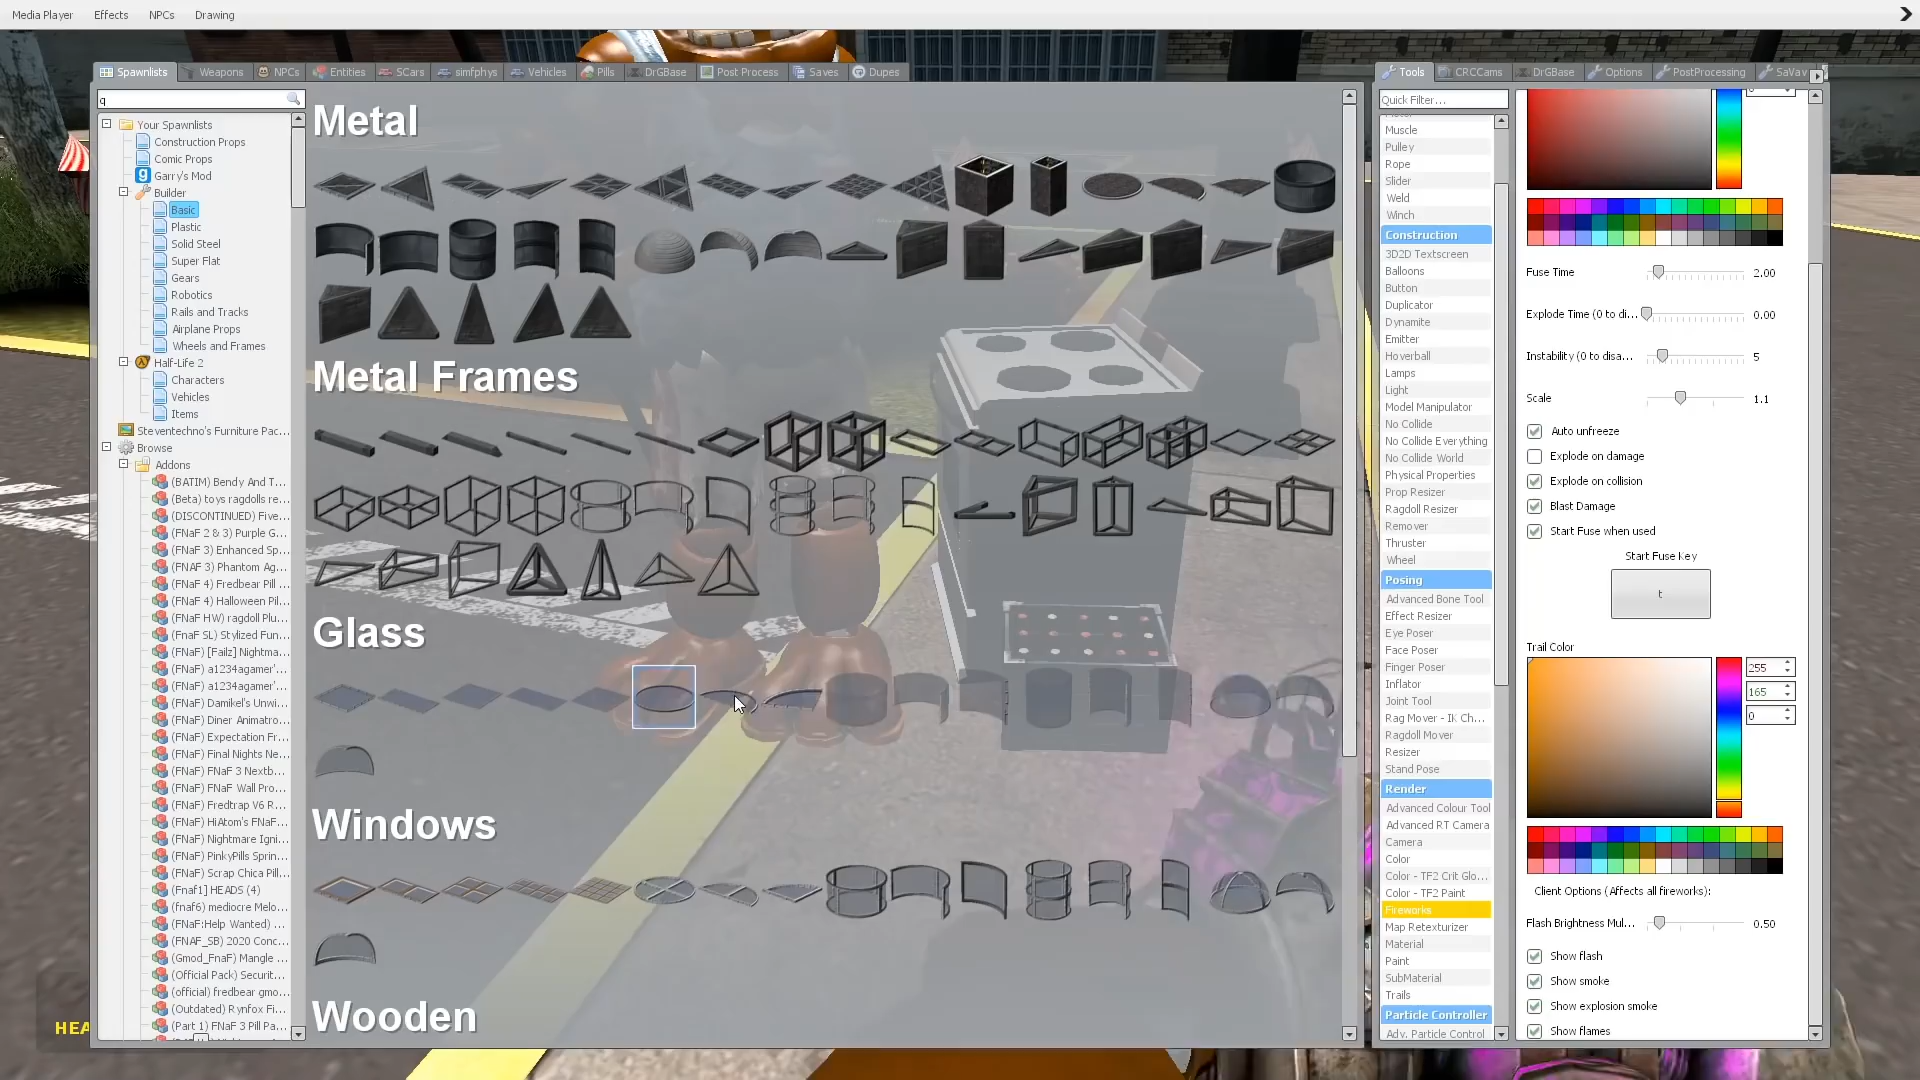 Media Player Effects NPCs Drawing
Spawnlists Weapons NPCs Entities SCars simfphys Vehicles Pills DrGBase Post Process Saves Dupes
q
Your Spawnlists
Construction Props
Comic Props
Garry's Mod
Builder
Basic
Plastic
Solid Steel
Super Flat
Gears
Robotics
Rails and Tracks
Airplane Props
Wheels and Frames
Half-Life 2
Characters
Vehicles
Items
Steventechno's Furniture Pac...
Browse
Addons
(BATIM) Bendy And T...
(Beta) toys ragdolls re...
(DISCONTINUED) Five...
(FNaF 2 & 3) Purple G...
(FNAF 3) Enhanced Sp...
(FNAF 3) Phantom Ag...
(FNAF 4) Fredbear Pill ...
(FNAF 4) Halloween Pil...
(FNaF HW) ragdoll Plu...
(FnaF SL) Stylized Fun...
(FNaF) [Failz] Nightma...
(FNAF) a1234agamer'...
(FNAF) a1234agamer'...
(FNaF) Damikel's Unwi...
(FNaF) Diner Animatro...
(FNaF) Expectation Fr...
(FNaF) Final Nights Ne...
(FNaF) FNaF 3 Nextb...
(FNaF) FNaF Wall Pro...
(FNaF) Fredtrap V6 R...
(FNaF) HiAtom's FNaF...
(FNaF) Nightmare Igni...
(FNaF) PinkyPills Sprin...
(FNaF) Scrap Chica Pill...
(Fnaf1] HEADS (4)
(fnaf6) mediocre Melo...
(FNaF:Help Wanted) ...
(FNAF_SB) 2020 Conc...
(Gmod_FnaF) Mangle ...
(Official Pack) Securit...
(official) fredbear gmo...
(Outdated) Rynfox Fi...
(Part 1) FNaF 3 Pill Pa...
HEA
Metal
Metal Frames
Glass
Windows
Wooden
Tools CRCCams DrGBase Options PostProcessing SaVav
Quick Filter...
Muscle
Pulley
Rope
Slider
Weld
Winch
Construction
3D2D Textscreen
Balloons
Button
Duplicator
Dynamite
Emitter
Hoverball
Lamps
Light
Model Manipulator
No Collide
No Collide Everything
No Collide World
Physical Properties
Prop Resizer
Ragdoll Resizer
Remover
Thruster
Wheel
Posing
Advanced Bone Tool
Effect Resizer
Eye Poser
Face Poser
Finger Poser
Inflator
Joint Tool
Rag Mover - IK Ch...
Ragdoll Mover
Resizer
Stand Pose
Render
Advanced Colour Tool
Advanced RT Camera
Camera
Color
Color - TF2 Crit Glo...
Color - TF2 Paint
Fireworks
Map Retexturizer
Material
Paint
SubMaterial
Trails
Particle Controller
Adv. Particle Control
Fuse Time 2.00
Explode Time (0 to di... 0.00
Instability (0 to disa... 5
Scale 1.1
Auto unfreeze
Explode on damage
Explode on collision
Blast Damage
Start Fuse when used
Start Fuse Key
t
Trail Color
255
165
0
Client Options (Affects all fireworks):
Flash Brightness Mul... 0.50
Show flash
Show smoke
Show explosion smoke
Show flames